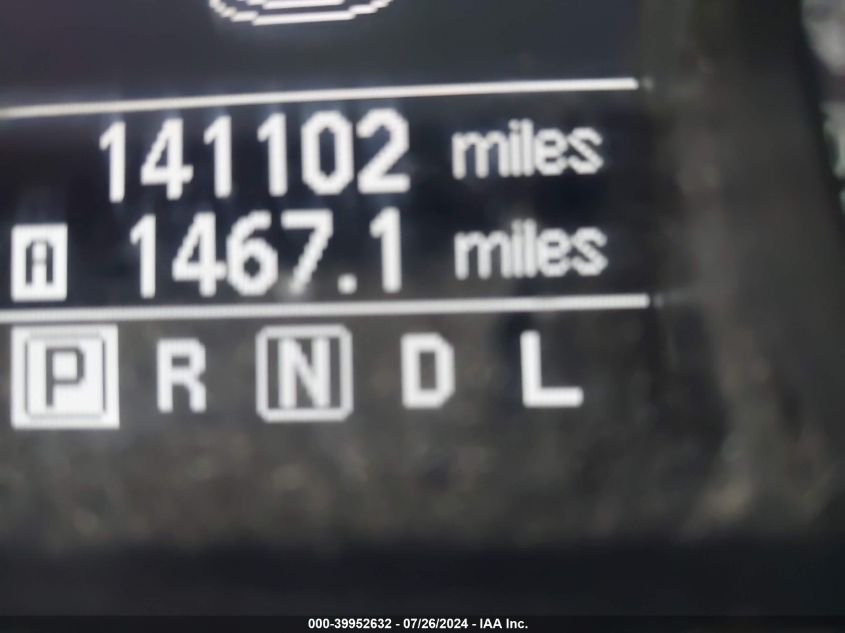 141102 miles
A 1467.1 miles
P R N D L
000-39952632 - 07/26/2024 - IAA Inc.